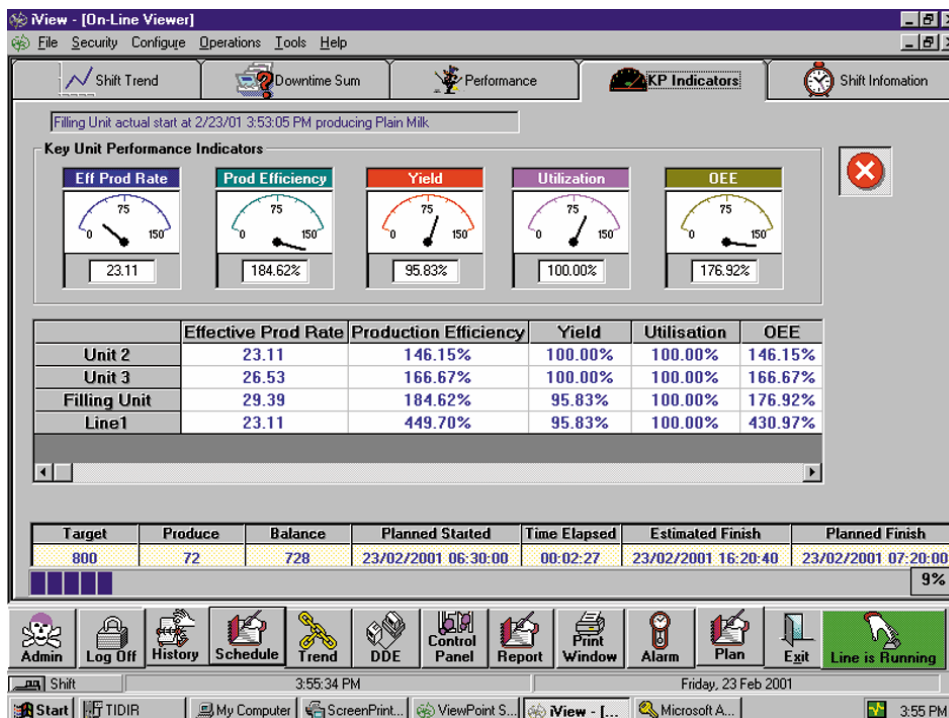 iView - [On-Line Viewer]
File Security Configure Operations Tools Help
Shift Trend Downtime Sum Performance KP Indicators Shift Infomation
Filling Unit actual start at 2/23/01 3:53:05 PM producing Plain Milk
Key Unit Performance Indicators
Eff Prod Rate Prod Efficiency Yield Utilization OEE
75 75 75 75 75
0 150 0 150 0 150 0 150 0 150
23.11 184.62% 95.83% 100.00% 176.92%
Effective Prod Rate Production Efficiency Yield Utilisation OEE
Unit 2 23.11 146.15% 100.00% 100.00% 146.15%
Unit 3 26.53 166.67% 100.00% 100.00% 166.67%
Filling Unit 29.39 184.62% 95.83% 100.00% 176.92%
Line1 23.11 449.70% 95.83% 100.00% 430.97%
Target Produce Balance Planned Started Time Elapsed Estimated Finish Planned Finish
800 72 728 23/02/2001 06:30:00 00:02:27 23/02/2001 16:20:40 23/02/2001 07:20:00
9%
Admin Log Off History Schedule Trend DDE Control Panel Report Print Window Alarm Plan Exit Line is Running
Shift 3:55:34 PM Friday, 23 Feb 2001
Start TIDIR My Computer ScreenPrint... ViewPoint S... iView - [... Microsoft A... 3:55 PM